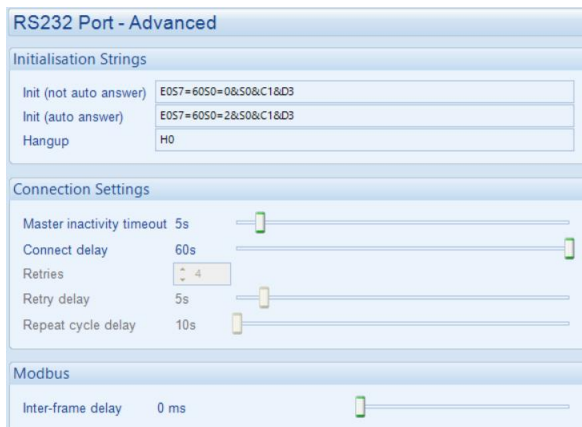 RS232 Port - Advanced
Initialisation Strings
Init (not auto answer) E0S7=60S0=0&S0&C1&D3
Init (auto answer) E0S7=60S0=2&S0&C1&D3
Hangup H0
Connection Settings
Master inactivity timeout 5s
Connect delay 60s
Retries 4
Retry delay 5s
Repeat cycle delay 10s
Modbus
Inter-frame delay 0 ms